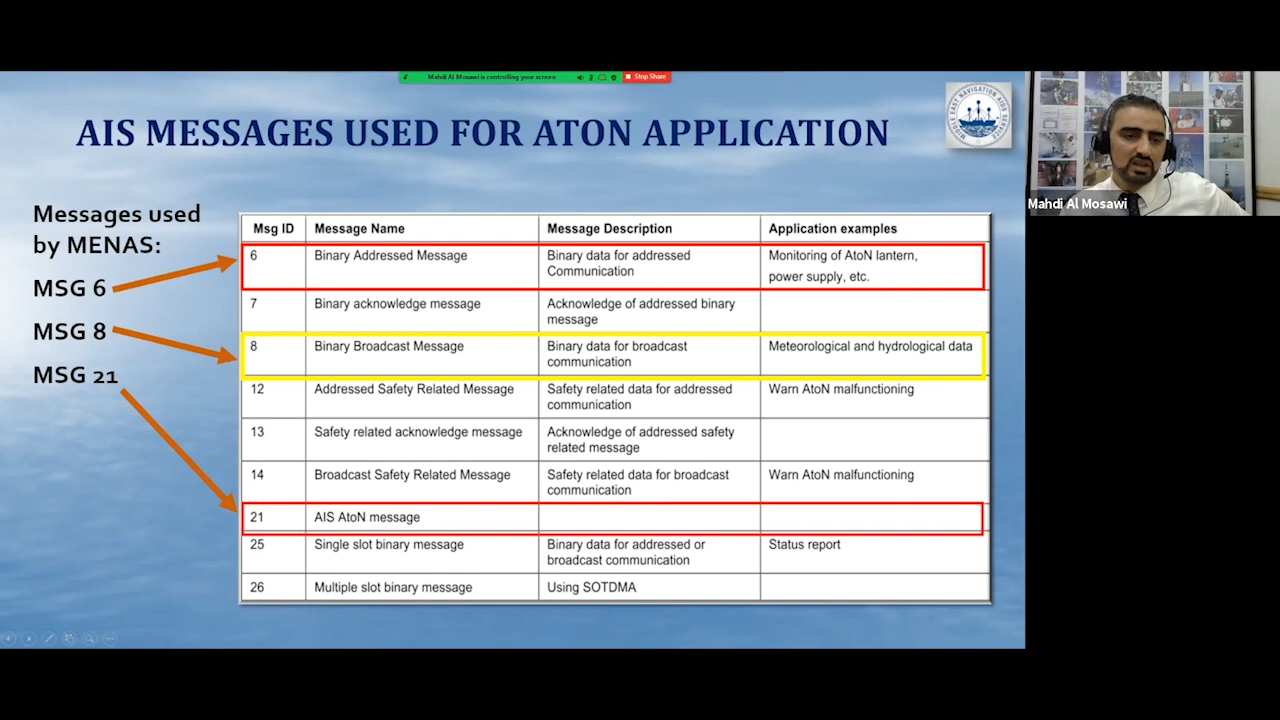 Mahdi Al Mosawi is controlling your screen
Stop Share
AIS MESSAGES USED FOR ATON APPLICATION
MIDDLE EAST NAVIGATION AIDS SERVICE
Mahdi Al Mosawi
Messages used
by MENAS:
MSG 6
MSG 8
MSG 21
Msg ID Message Name Message Description Application examples
6 Binary Addressed Message Binary data for addressed Communication Monitoring of AtoN lantern, power supply, etc.
7 Binary acknowledge message Acknowledge of addressed binary message
8 Binary Broadcast Message Binary data for broadcast communication Meteorological and hydrological data
12 Addressed Safety Related Message Safety related data for addressed communication Warn AtoN malfunctioning
13 Safety related acknowledge message Acknowledge of addressed safety related message
14 Broadcast Safety Related Message Safety related data for broadcast communication Warn AtoN malfunctioning
21 AIS AtoN message
25 Single slot binary message Binary data for addressed or broadcast communication Status report
26 Multiple slot binary message Using SOTDMA